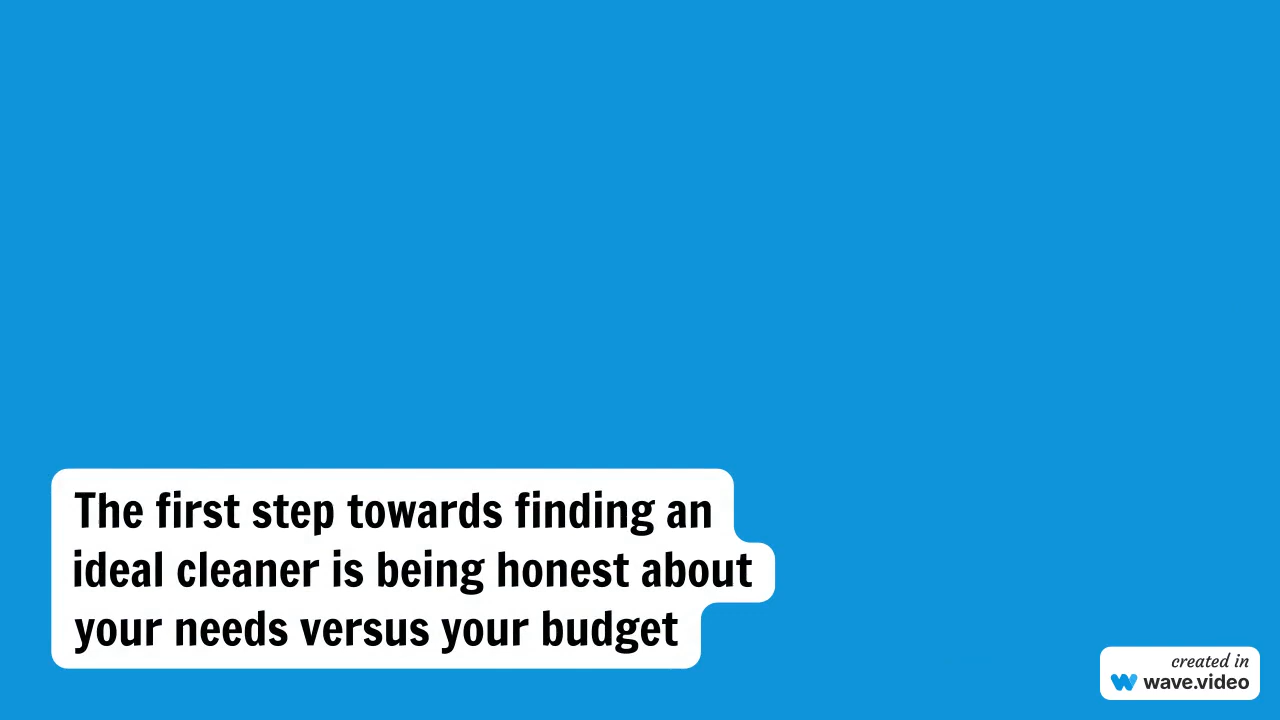 The first step towards finding an
ideal cleaner is being honest about
your needs versus your budget
created in
wave.video